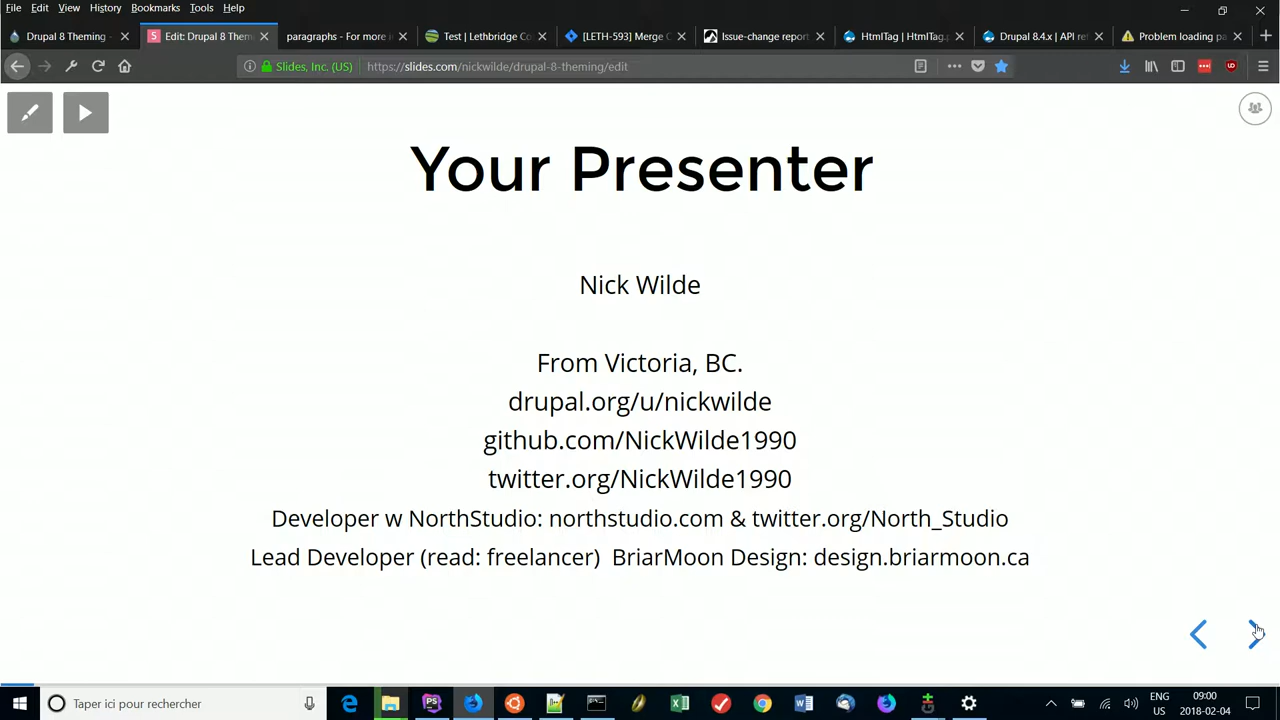 File Edit View History Bookmarks Tools Help
Drupal 8 Theming
Edit: Drupal 8 Them
paragraphs - For more i
Test | Lethbridge Co
[LETH-593] Merge C
Issue-change report
HtmlTag | HtmlTag.p
Drupal 8.4.x | API ref
Problem loading pa
Slides, Inc. (US)
https://slides.com/nickwilde/drupal-8-theming/edit
Your Presenter
Nick Wilde
From Victoria, BC.
drupal.org/u/nickwilde
github.com/NickWilde1990
twitter.org/NickWilde1990
Developer w NorthStudio: northstudio.com & twitter.org/North_Studio
Lead Developer (read: freelancer) BriarMoon Design: design.briarmoon.ca
Taper ici pour rechercher
ENG
US
09:00
2018-02-04